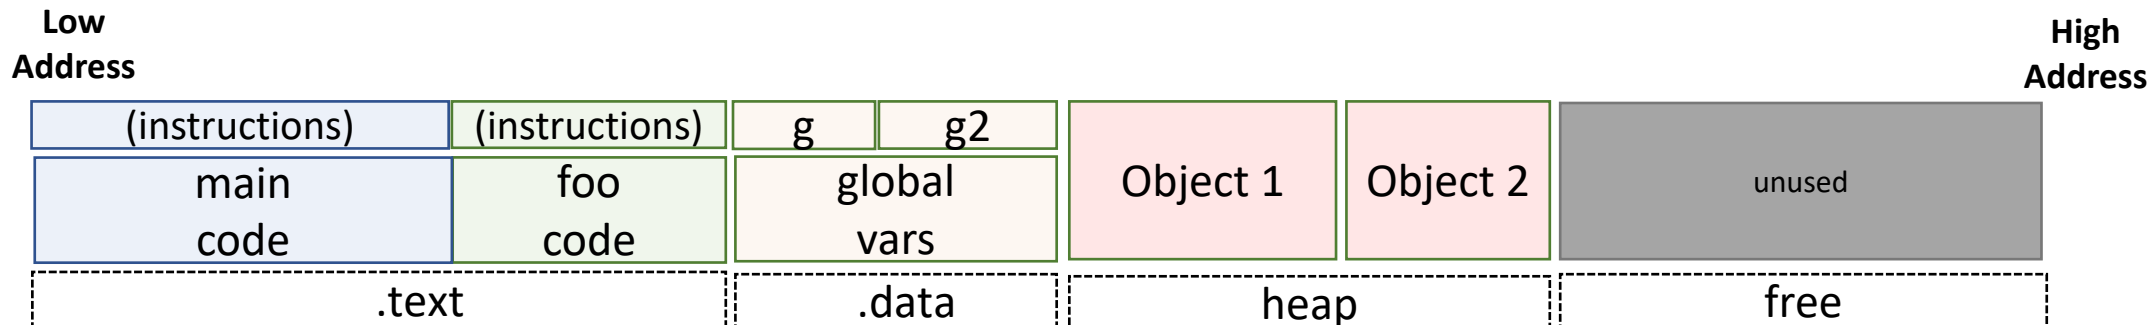 Low
Address
High
Address
(instructions)
(instructions)
g
g2
main
code
foo
code
global
vars
Object 1
Object 2
unused
.text
.data
heap
free